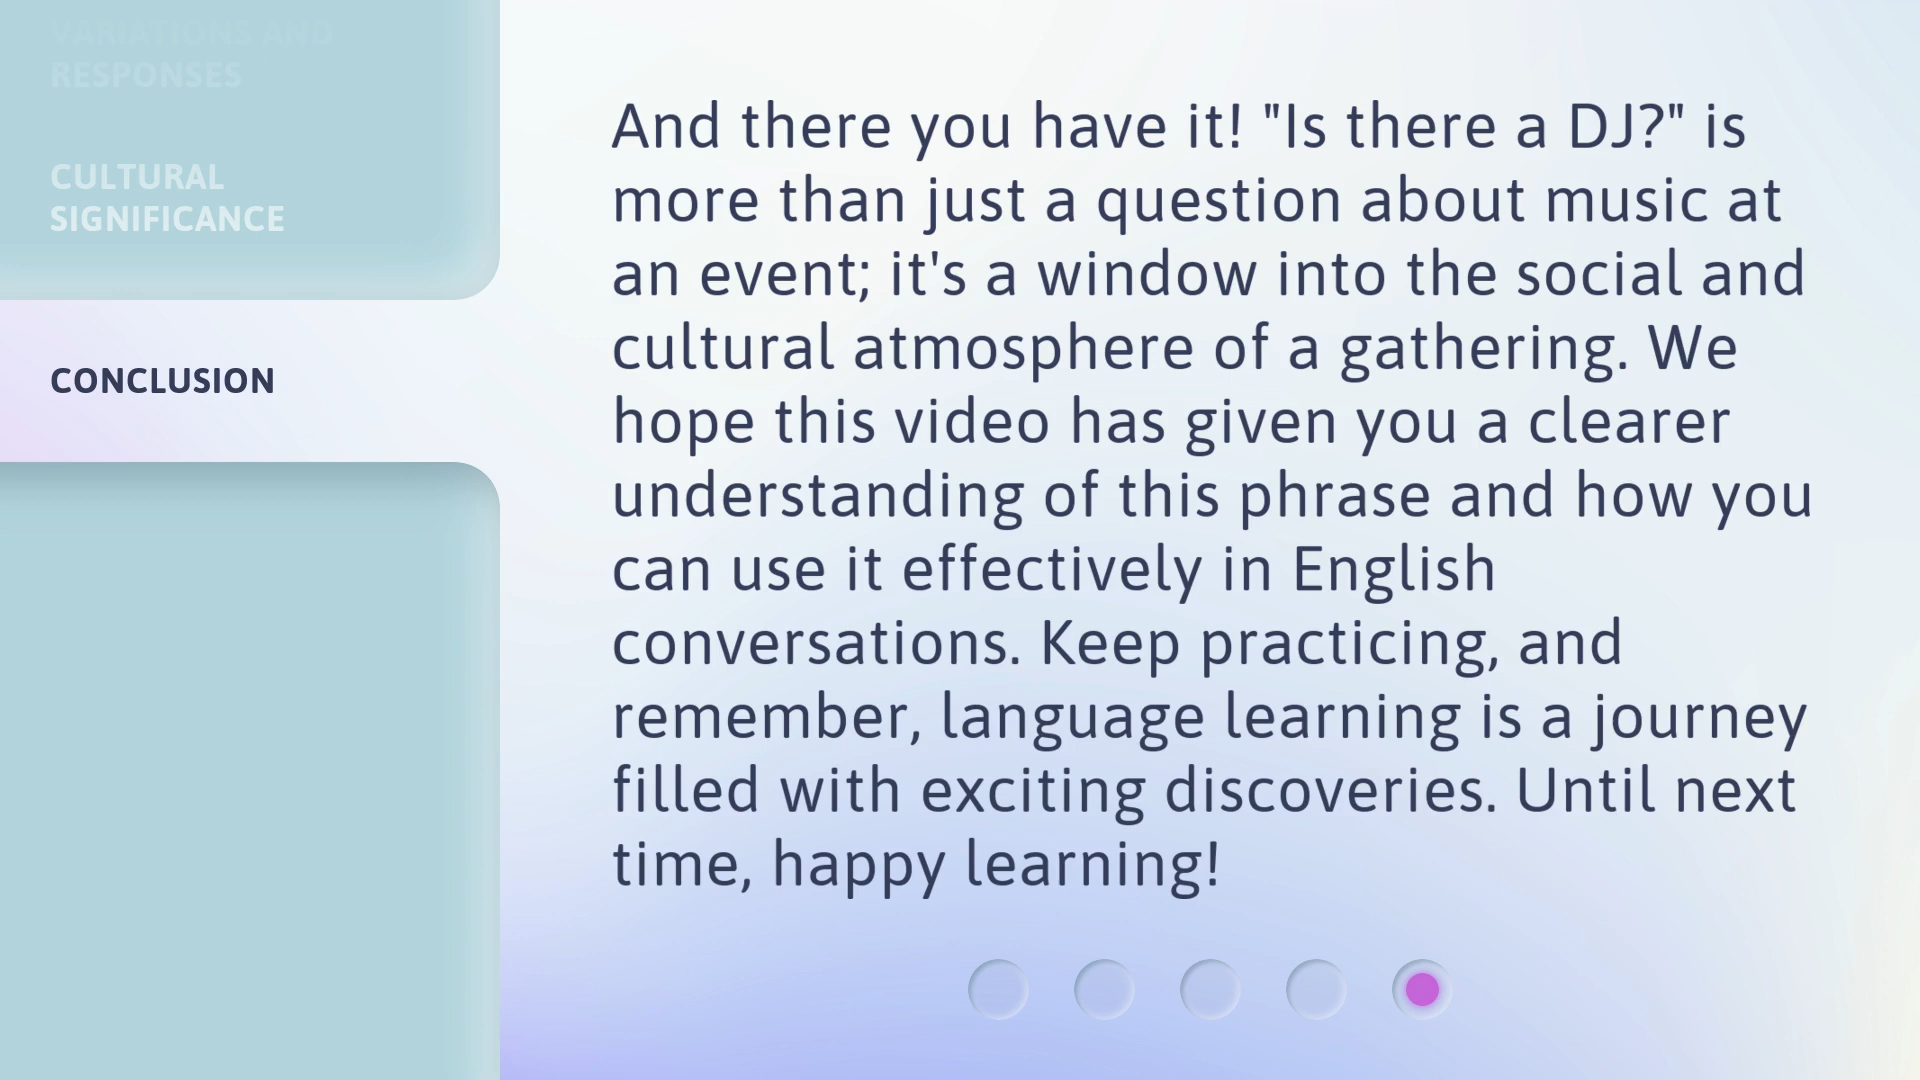 VARIATIONS AND
RESPONSES
CULTURAL
SIGNIFICANCE
CONCLUSION
And there you have it! "Is there a DJ?" is
more than just a question about music at
an event; it's a window into the social and
cultural atmosphere of a gathering. We
hope this video has given you a clearer
understanding of this phrase and how you
can use it effectively in English
conversations. Keep practicing, and
remember, language learning is a journey
filled with exciting discoveries. Until next
time, happy learning!